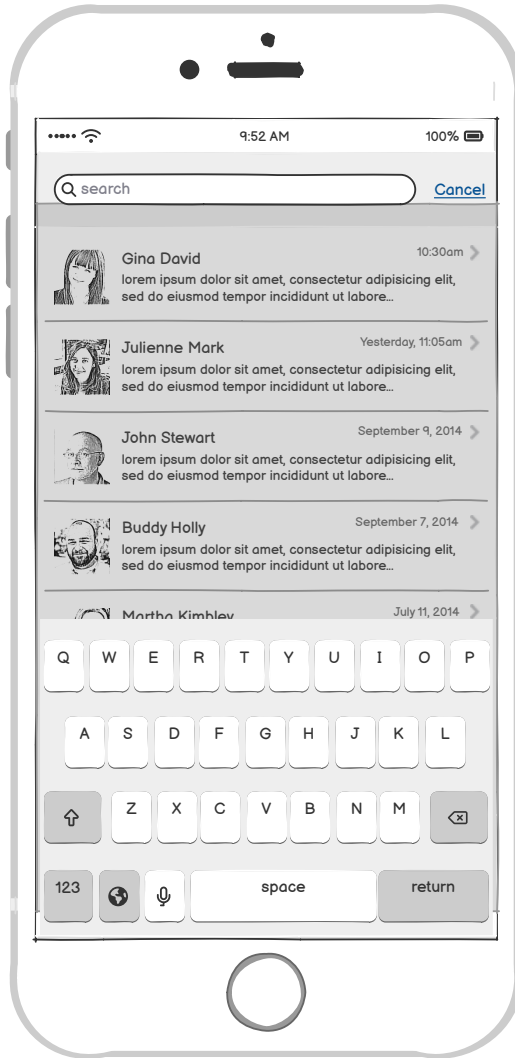 9:52 AM 100%
search Cancel
Gina David 10:30am
lorem ipsum dolor sit amet, consectetur adipisicing elit,
sed do eiusmod tempor incididunt ut labore...
Julienne Mark Yesterday, 11:05am
lorem ipsum dolor sit amet, consectetur adipisicing elit,
sed do eiusmod tempor incididunt ut labore...
John Stewart September 9, 2014
lorem ipsum dolor sit amet, consectetur adipisicing elit,
sed do eiusmod tempor incididunt ut labore...
Buddy Holly September 7, 2014
lorem ipsum dolor sit amet, consectetur adipisicing elit,
sed do eiusmod tempor incididunt ut labore...
Martha Kimbley July 11, 2014
Q W E R T Y U I O P
A S D F G H J K L
Z X C V B N M
123 space return